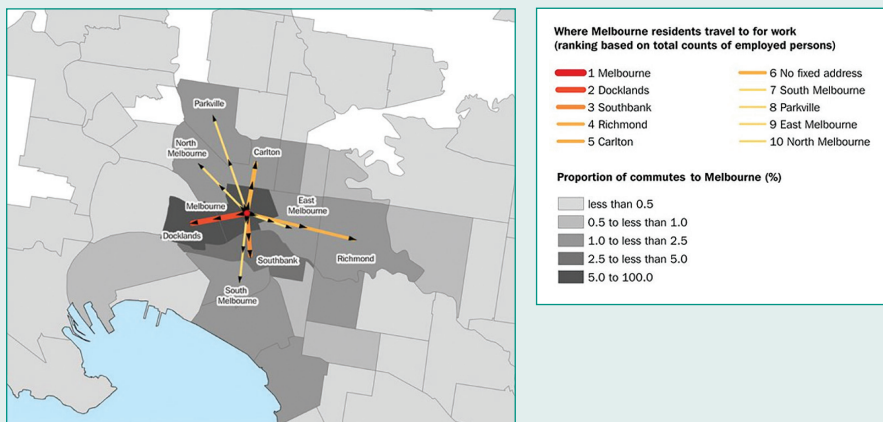 Parkville
North
Melbourne
Carlton
Melbourne
East
Melbourne
Docklands
Southbank
Richmond
South
Melbourne
Where Melbourne residents travel to for work
(ranking based on total counts of employed persons)
1 Melbourne
2 Docklands
3 Southbank
4 Richmond
5 Carlton
6 No fixed address
7 South Melbourne
8 Parkville
9 East Melbourne
10 North Melbourne
Proportion of commutes to Melbourne (%)
less than 0.5
0.5 to less than 1.0
1.0 to less than 2.5
2.5 to less than 5.0
5.0 to 100.0